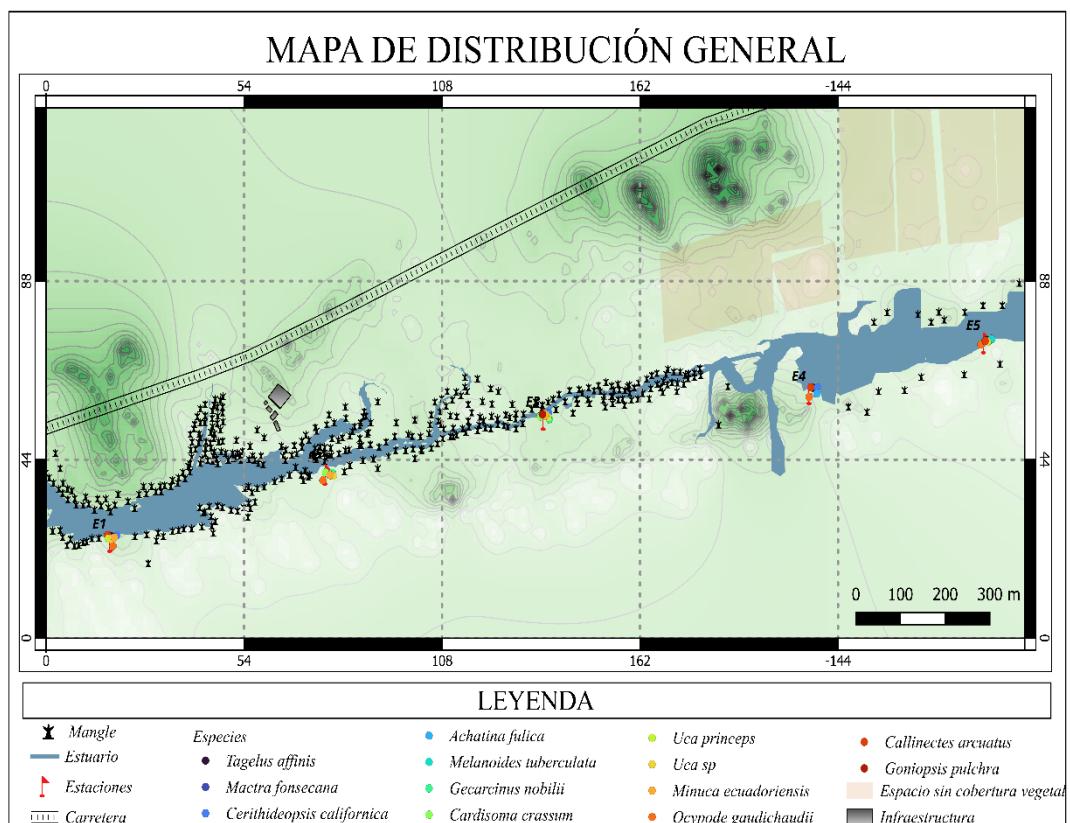 MAPA DE DISTRIBUCIÓN GENERAL
0 54 108 162 -144
88 88
E5
E4
44 44
E1
0 100 200 300 m
0 0
0 54 108 162 -144
LEYENDA
Mangle
Estuario
Estaciones
Carretera
Especies
Tagelus affinis
Mactra fonsecana
Cerithideopsis californica
Achatina fulica
Melanoides tuberculata
Gecarcinus nobilii
Cardisoma crassum
Uca princeps
Uca sp
Minuca ecuadoriensis
Ocypode gaudichaudii
Callinectes arcuatus
Goniopsis pulchra
Espacio sin cobertura vegetal
Infraestructura